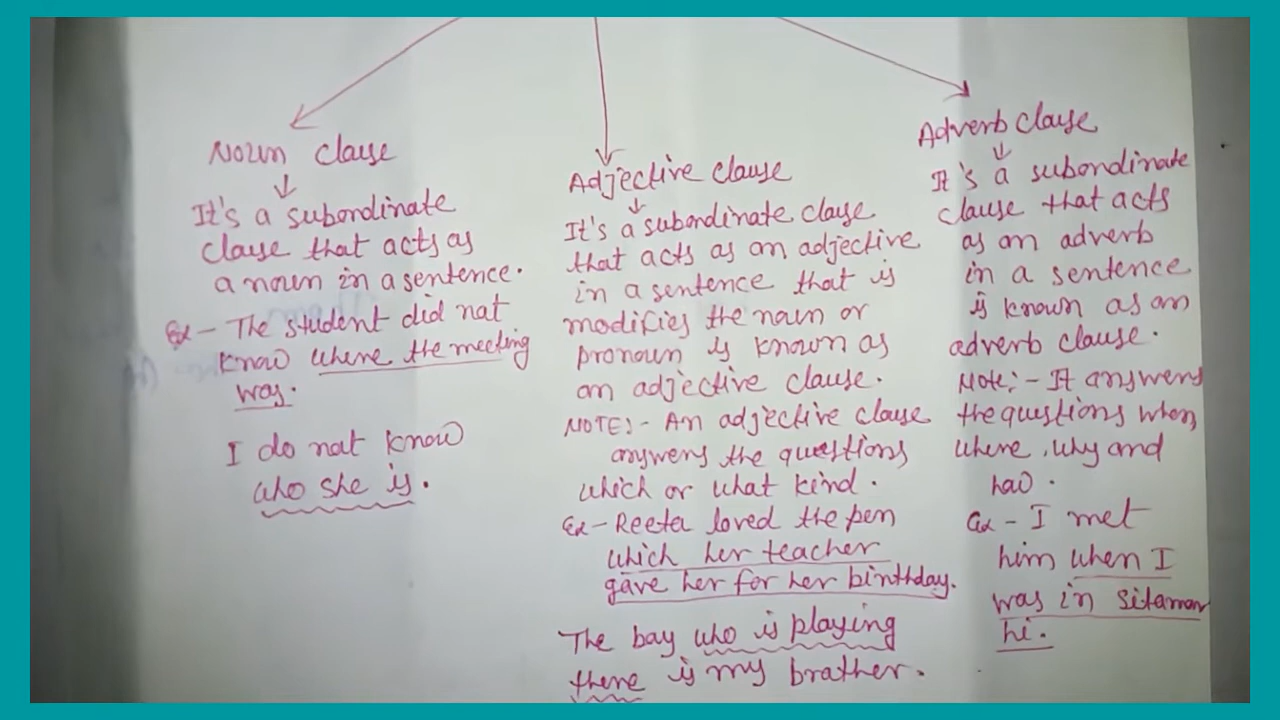 Noun clause
It's a subordinate
clause that acts as
a noun in a sentence.
Ex - The student did not
know where the meeting
was.
I do not know
who she is.
Adjective clause
It's a subordinate clause
that acts as an adjective
in a sentence that is
modifies the noun or
pronoun is known as
an adjective clause.
NOTE:- An adjective clause
answers the questions
which or what kind.
Ex - Reeta loved the pen
which her teacher
gave her for her birthday.
The boy who is playing
there is my brother.
Adverb clause
It's a subordinate
clause that acts
as an adverb
in a sentence
is known as an
adverb clause.
Note:- It answers
the questions when,
where, why and
how.
Ex - I met
him when I
was in sitamar
hi.